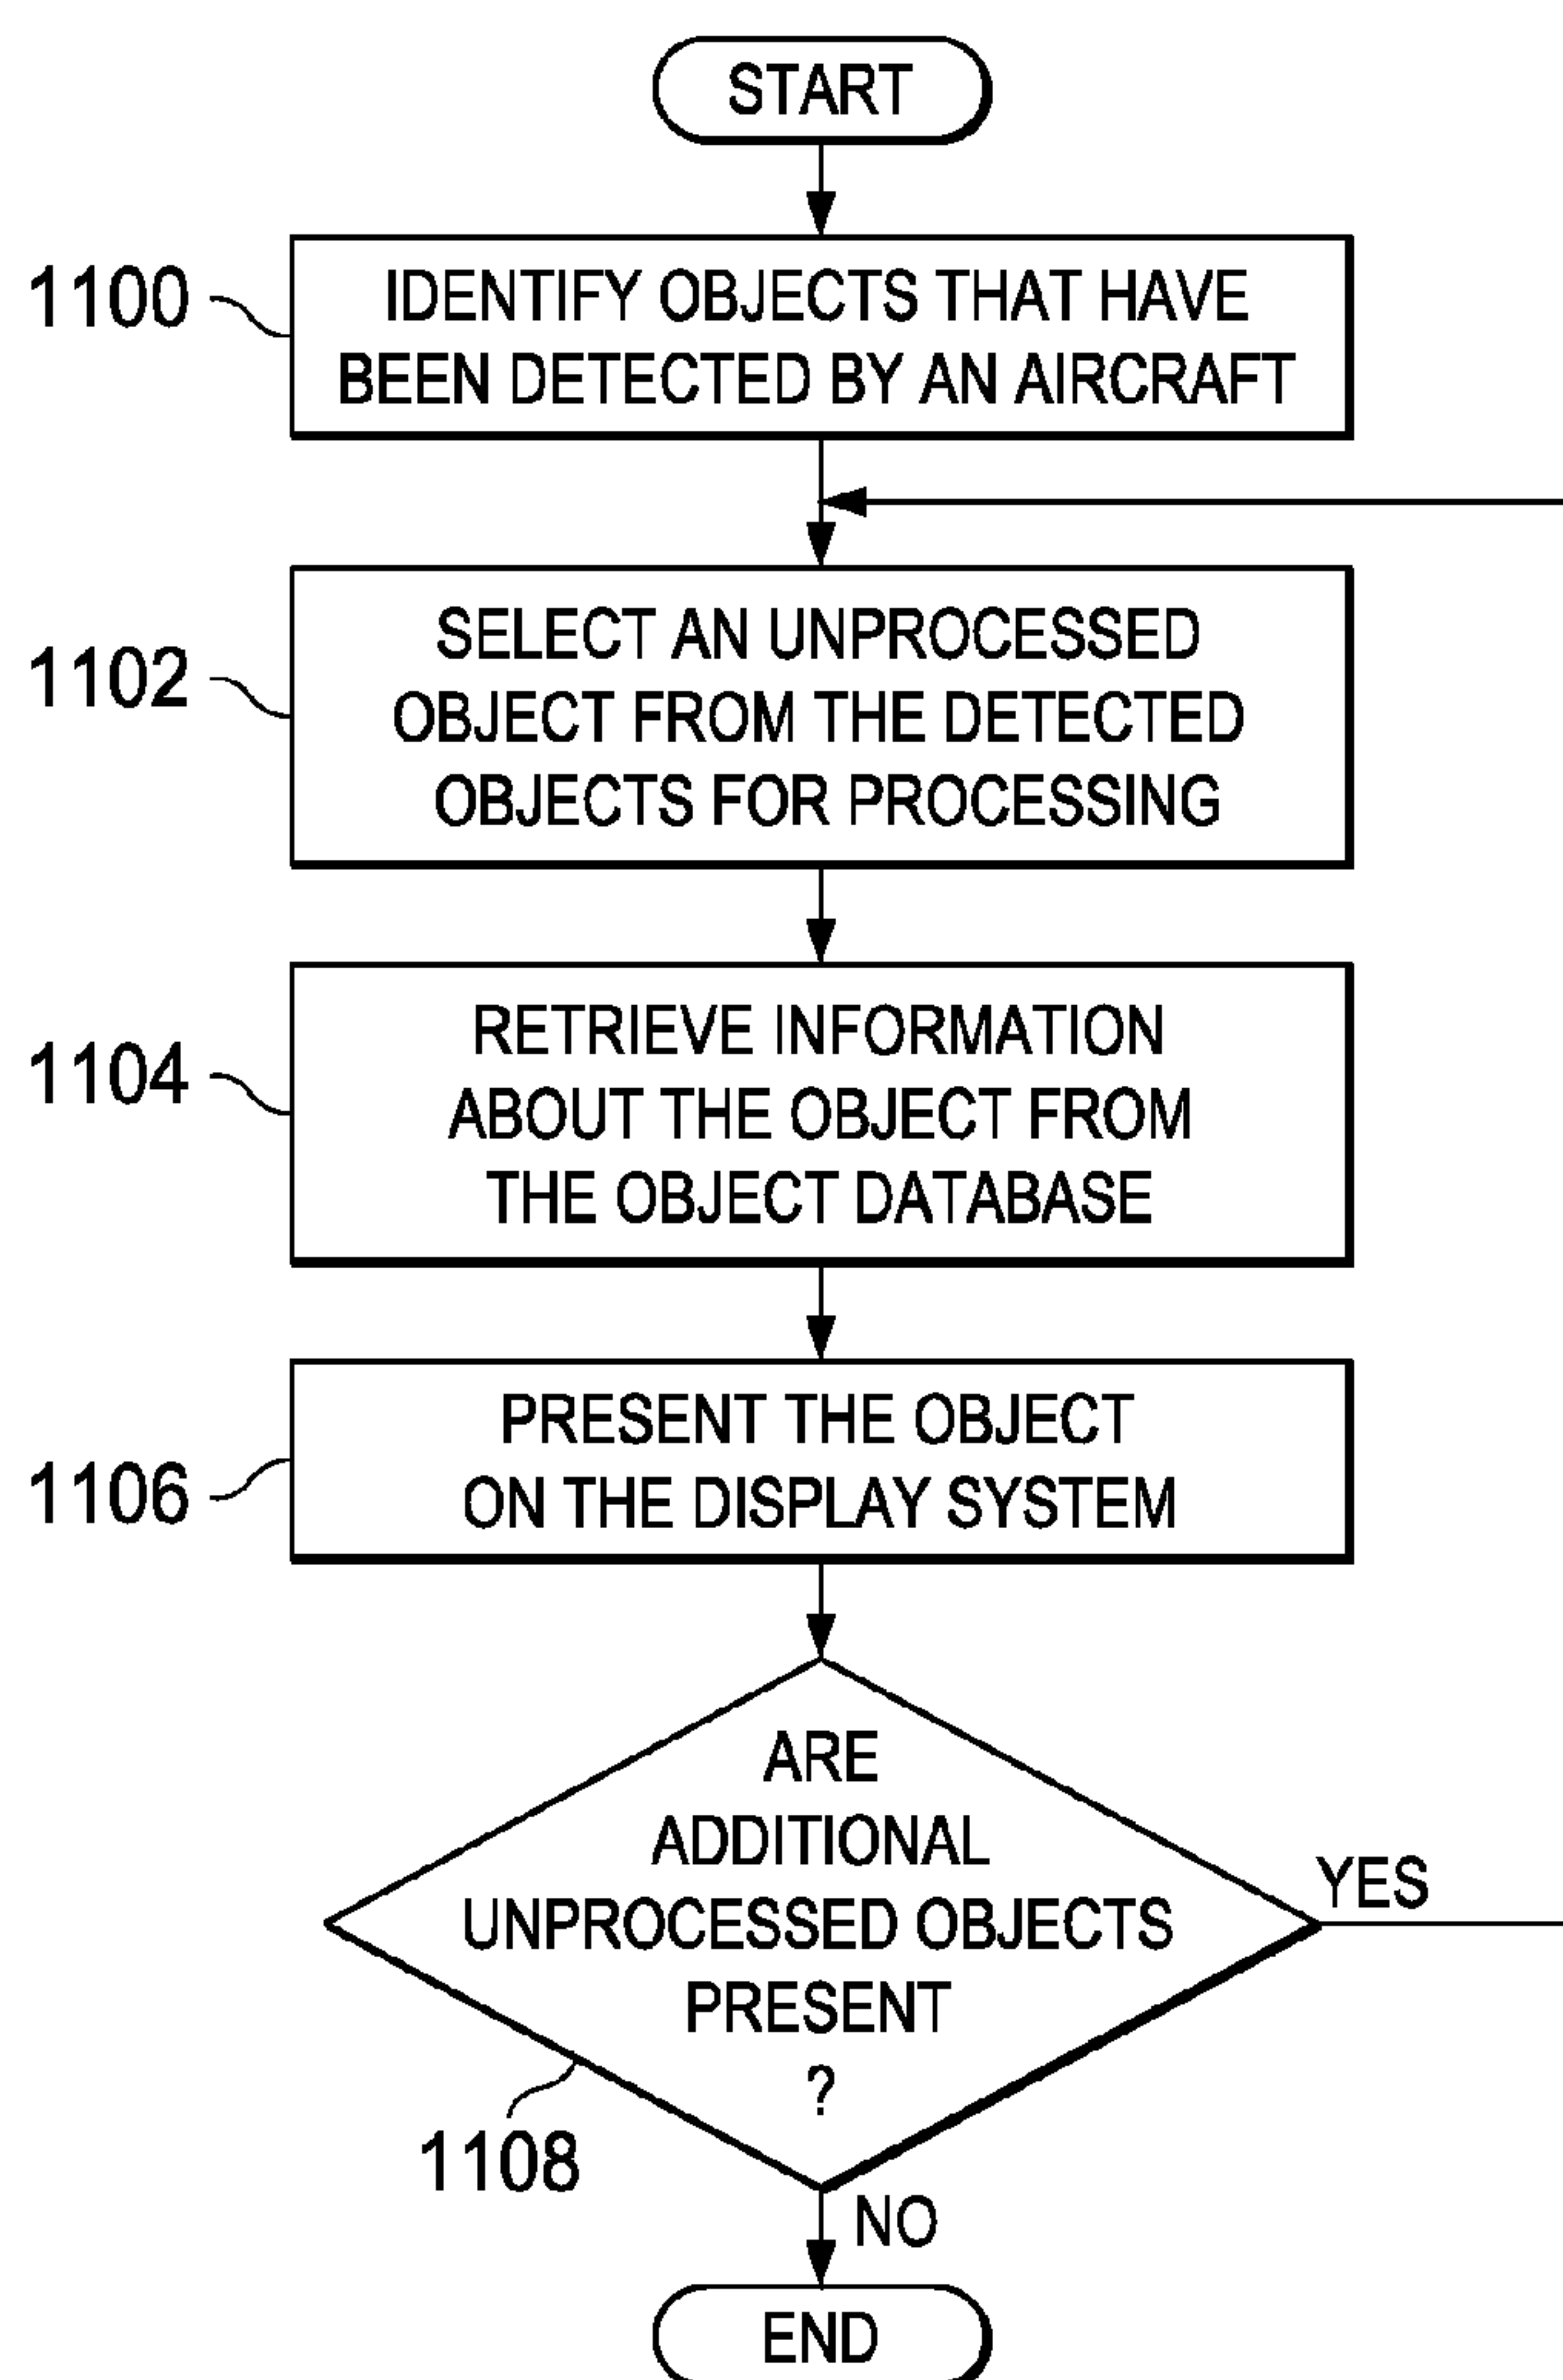 START
1100
IDENTIFY OBJECTS THAT HAVE
BEEN DETECTED BY AN AIRCRAFT
1102
SELECT AN UNPROCESSED
OBJECT FROM THE DETECTED
OBJECTS FOR PROCESSING
1104
RETRIEVE INFORMATION
ABOUT THE OBJECT FROM
THE OBJECT DATABASE
1106
PRESENT THE OBJECT
ON THE DISPLAY SYSTEM
ARE
ADDITIONAL
UNPROCESSED OBJECTS
PRESENT
?
YES
1108
NO
END